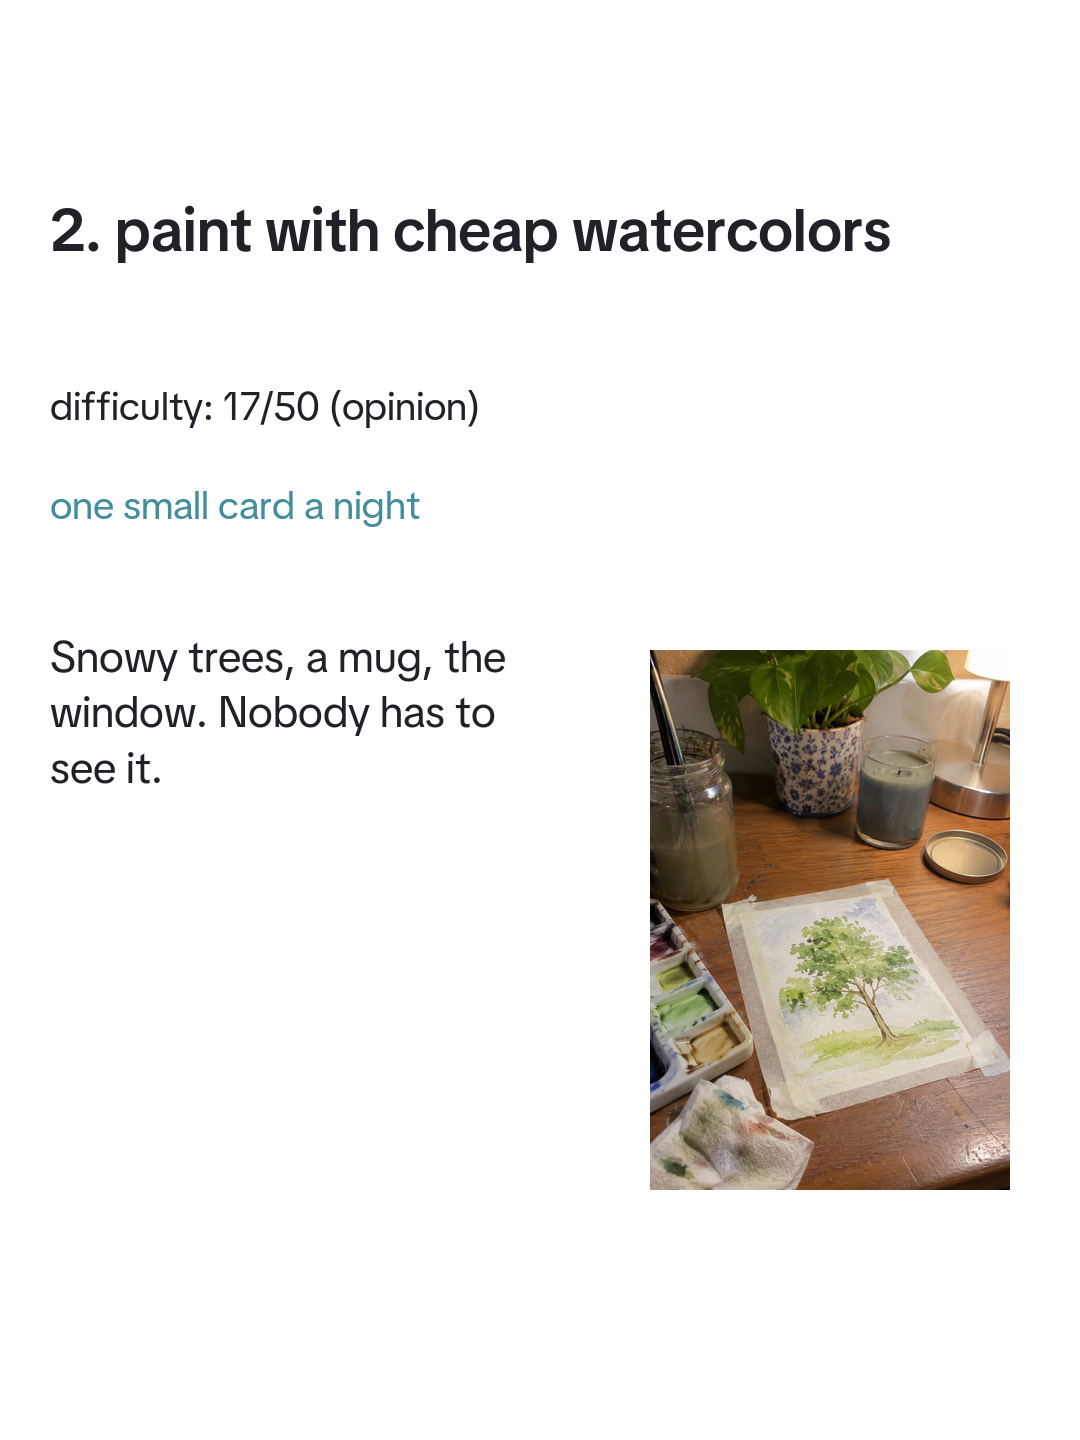 2. paint with cheap watercolors
difficulty: 17/50 (opinion)
one small card a night
Snowy trees, a mug, the
window. Nobody has to
see it.